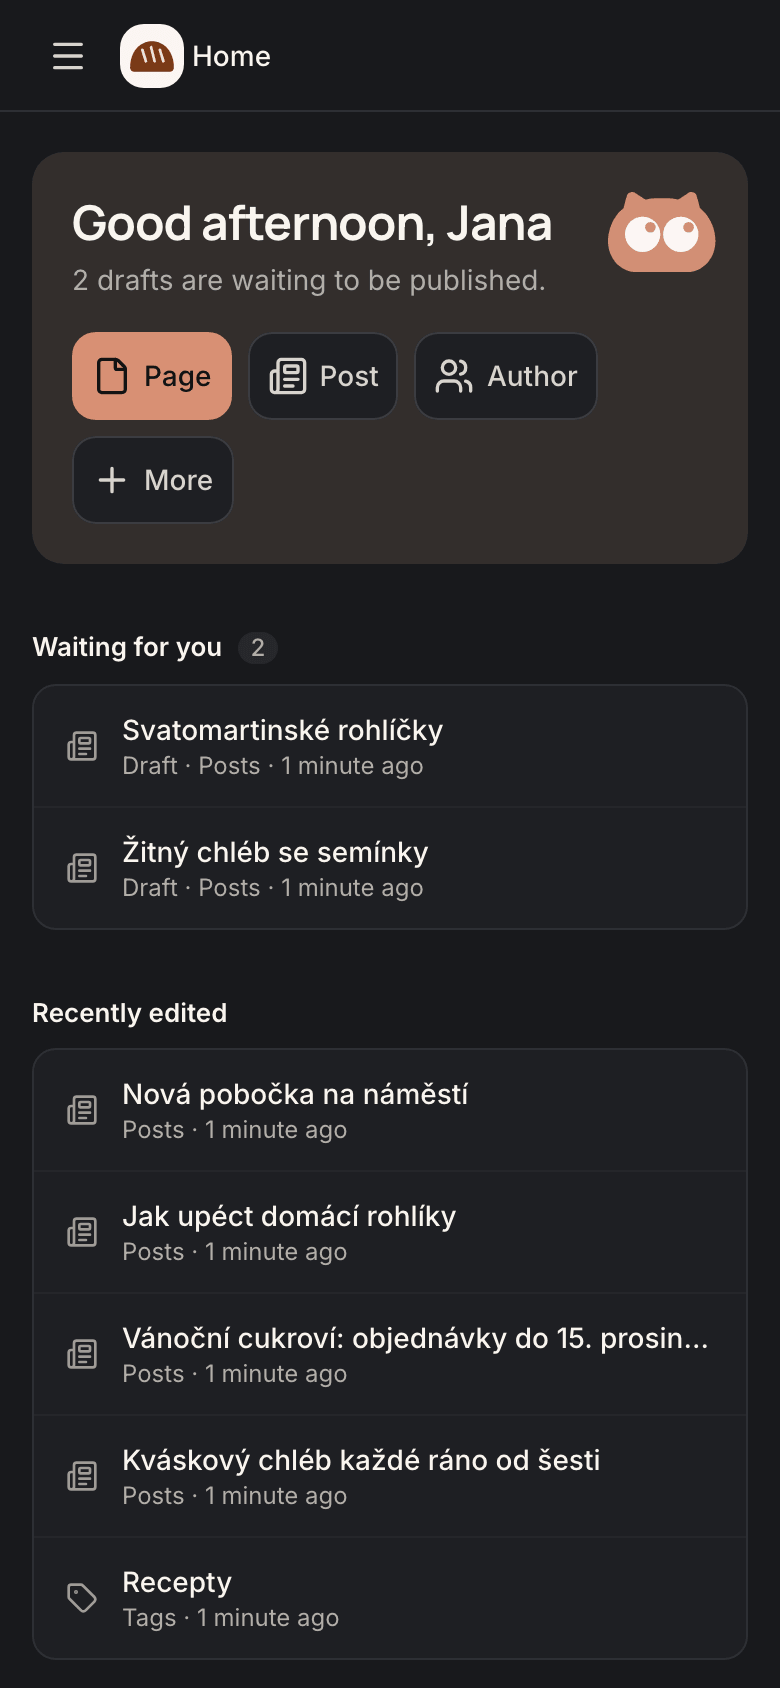 Home
Good afternoon, Jana
2 drafts are waiting to be published.
Page
Post
Author
More
Waiting for you 2
Svatomartinské rohlíčky
Draft · Posts · 1 minute ago
Žitný chléb se semínky
Draft · Posts · 1 minute ago
Recently edited
Nová pobočka na náměstí
Posts · 1 minute ago
Jak upéct domácí rohlíky
Posts · 1 minute ago
Vánoční cukroví: objednávky do 15. prosin...
Posts · 1 minute ago
Kváskový chléb každé ráno od šesti
Posts · 1 minute ago
Recepty
Tags · 1 minute ago